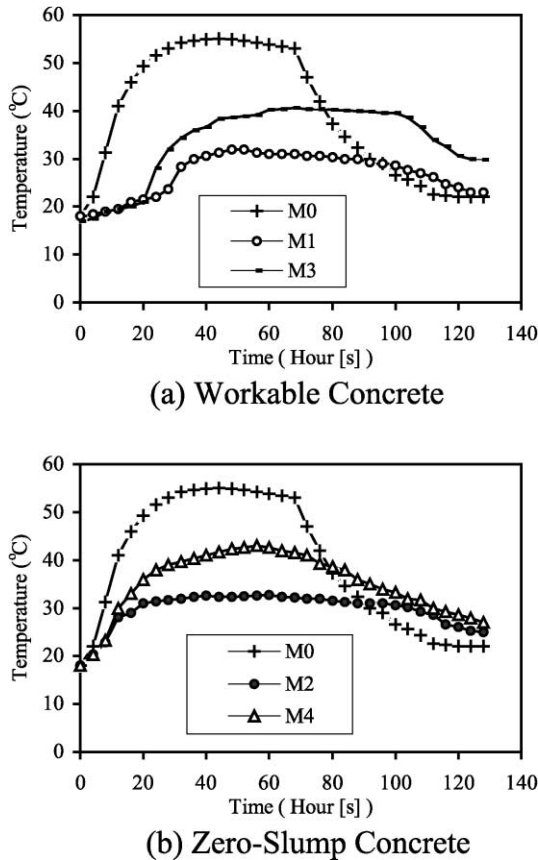 Temperature (°C)
60
50
40
30
20
10
0
M0
M1
M3
0 20 40 60 80 100 120 140
Time ( Hour [s] )
(a) Workable Concrete
Temperature (°C)
60
50
40
30
20
10
0
M0
M2
M4
0 20 40 60 80 100 120 140
Time ( Hour [s] )
(b) Zero-Slump Concrete